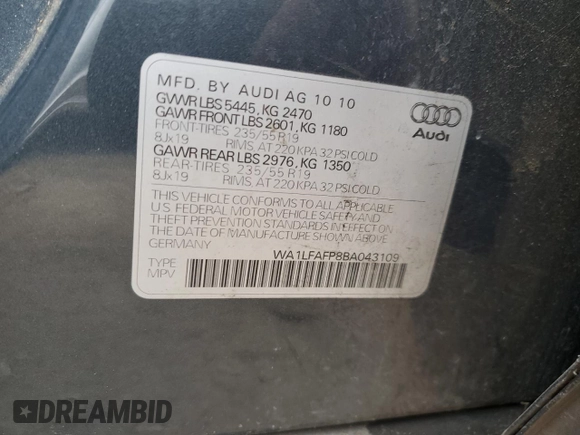 MFD. BY AUDI AG 10 10
GVWR LBS 5445, KG 2470
GAWR FRONT LBS 2601, KG 1180
FRONT-TIRES 235/55 R19
8Jx19 RIMS, AT 220 KPA 32 PSI COLD
GAWR REAR LBS 2976, KG 1350
REAR-TIRES 235/55 R19
8Jx19 RIMS, AT 220 KPA 32 PSI COLD
THIS VEHICLE CONFORMS TO ALL APPLICABLE
U.S. FEDERAL MOTOR VEHICLE SAFETY AND
THEFT PREVENTION STANDARDS IN EFFECT ON
THE DATE OF MANUFACTURE SHOWN ABOVE.
GERMANY
WA1LFAFP8BA043109
TYPE
MPV
Audi
DREAMBID